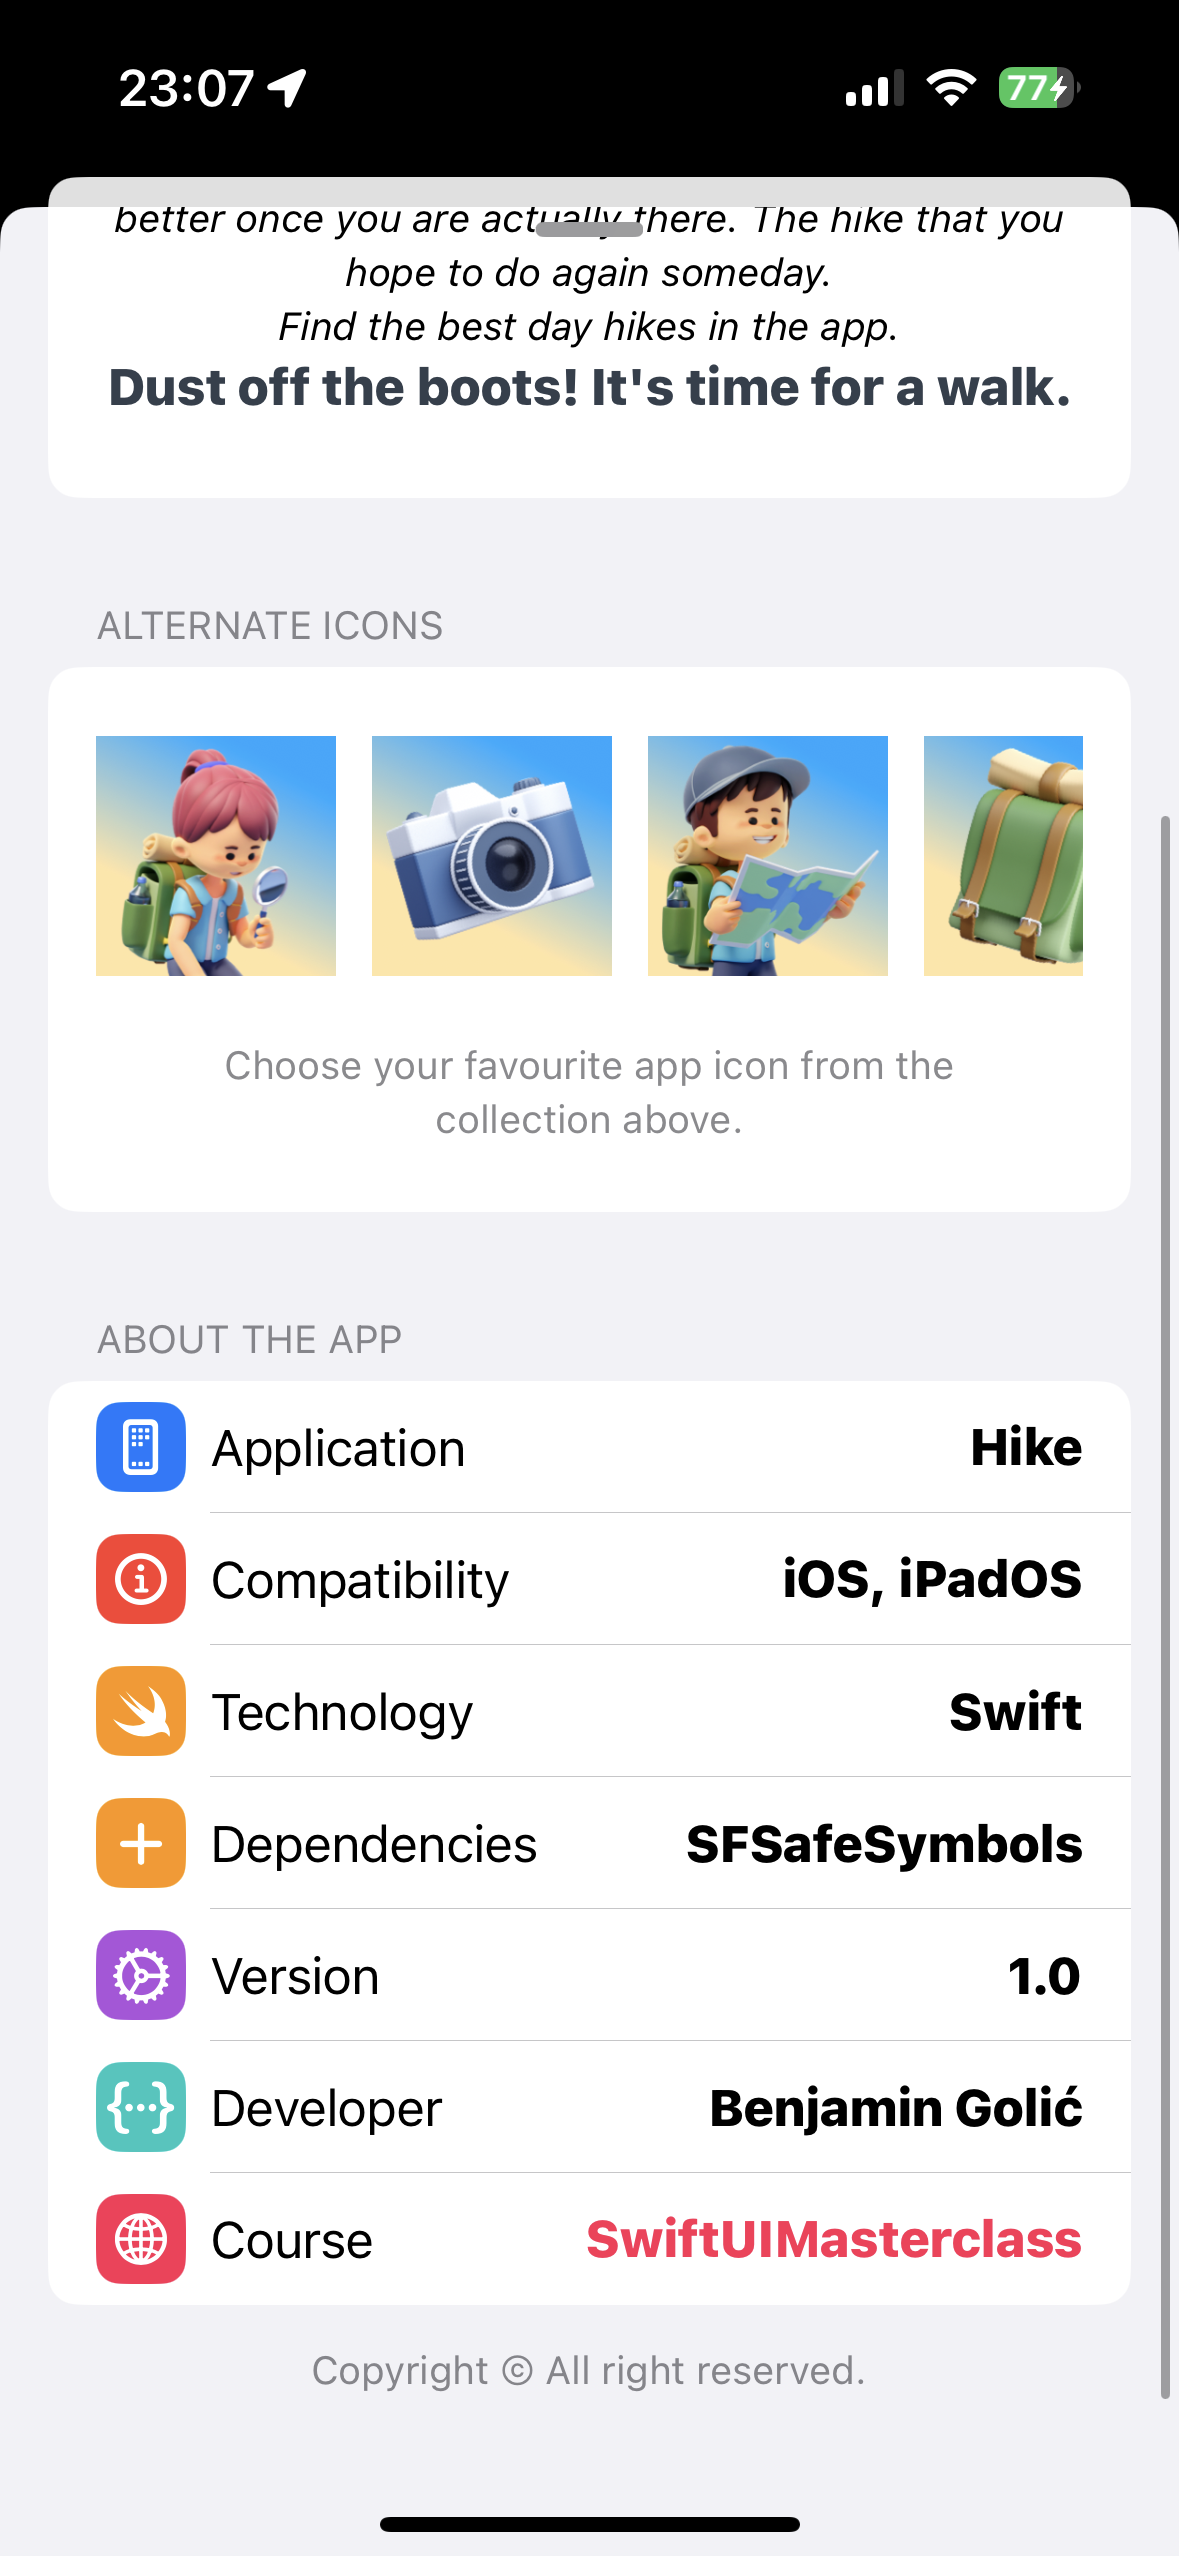 23:07
77
better once you are actually there. The hike that you
hope to do again someday.
Find the best day hikes in the app.
Dust off the boots! It's time for a walk.
ALTERNATE ICONS
Choose your favourite app icon from the
collection above.
ABOUT THE APP
Application Hike
Compatibility iOS, iPadOS
Technology Swift
Dependencies SFSafeSymbols
Version 1.0
Developer Benjamin Golić
Course SwiftUIMasterclass
Copyright © All right reserved.